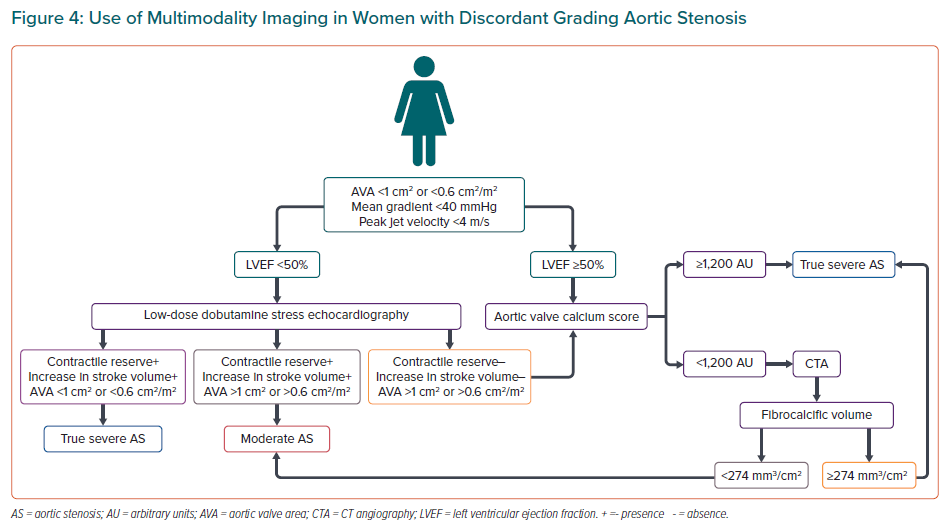 Figure 4: Use of Multimodality Imaging in Women with Discordant Grading Aortic Stenosis
AVA <1 cm² or <0.6 cm²/m²
Mean gradient <40 mmHg
Peak jet velocity <4 m/s
LVEF <50%
LVEF ≥50%
≥1,200 AU
True severe AS
Low-dose dobutamine stress echocardiography
Aortic valve calcium score
Contractile reserve+
Increase in stroke volume+
AVA <1 cm² or <0.6 cm²/m²
Contractile reserve+
Increase in stroke volume+
AVA >1 cm² or >0.6 cm²/m²
Contractile reserve–
Increase in stroke volume–
AVA >1 cm² or >0.6 cm²/m²
<1,200 AU
CTA
Fibrocalcific volume
True severe AS
Moderate AS
<274 mm³/cm²
≥274 mm³/cm²
AS = aortic stenosis; AU = arbitrary units; AVA = aortic valve area; CTA = CT angiography; LVEF = left ventricular ejection fraction. + =- presence - = absence.